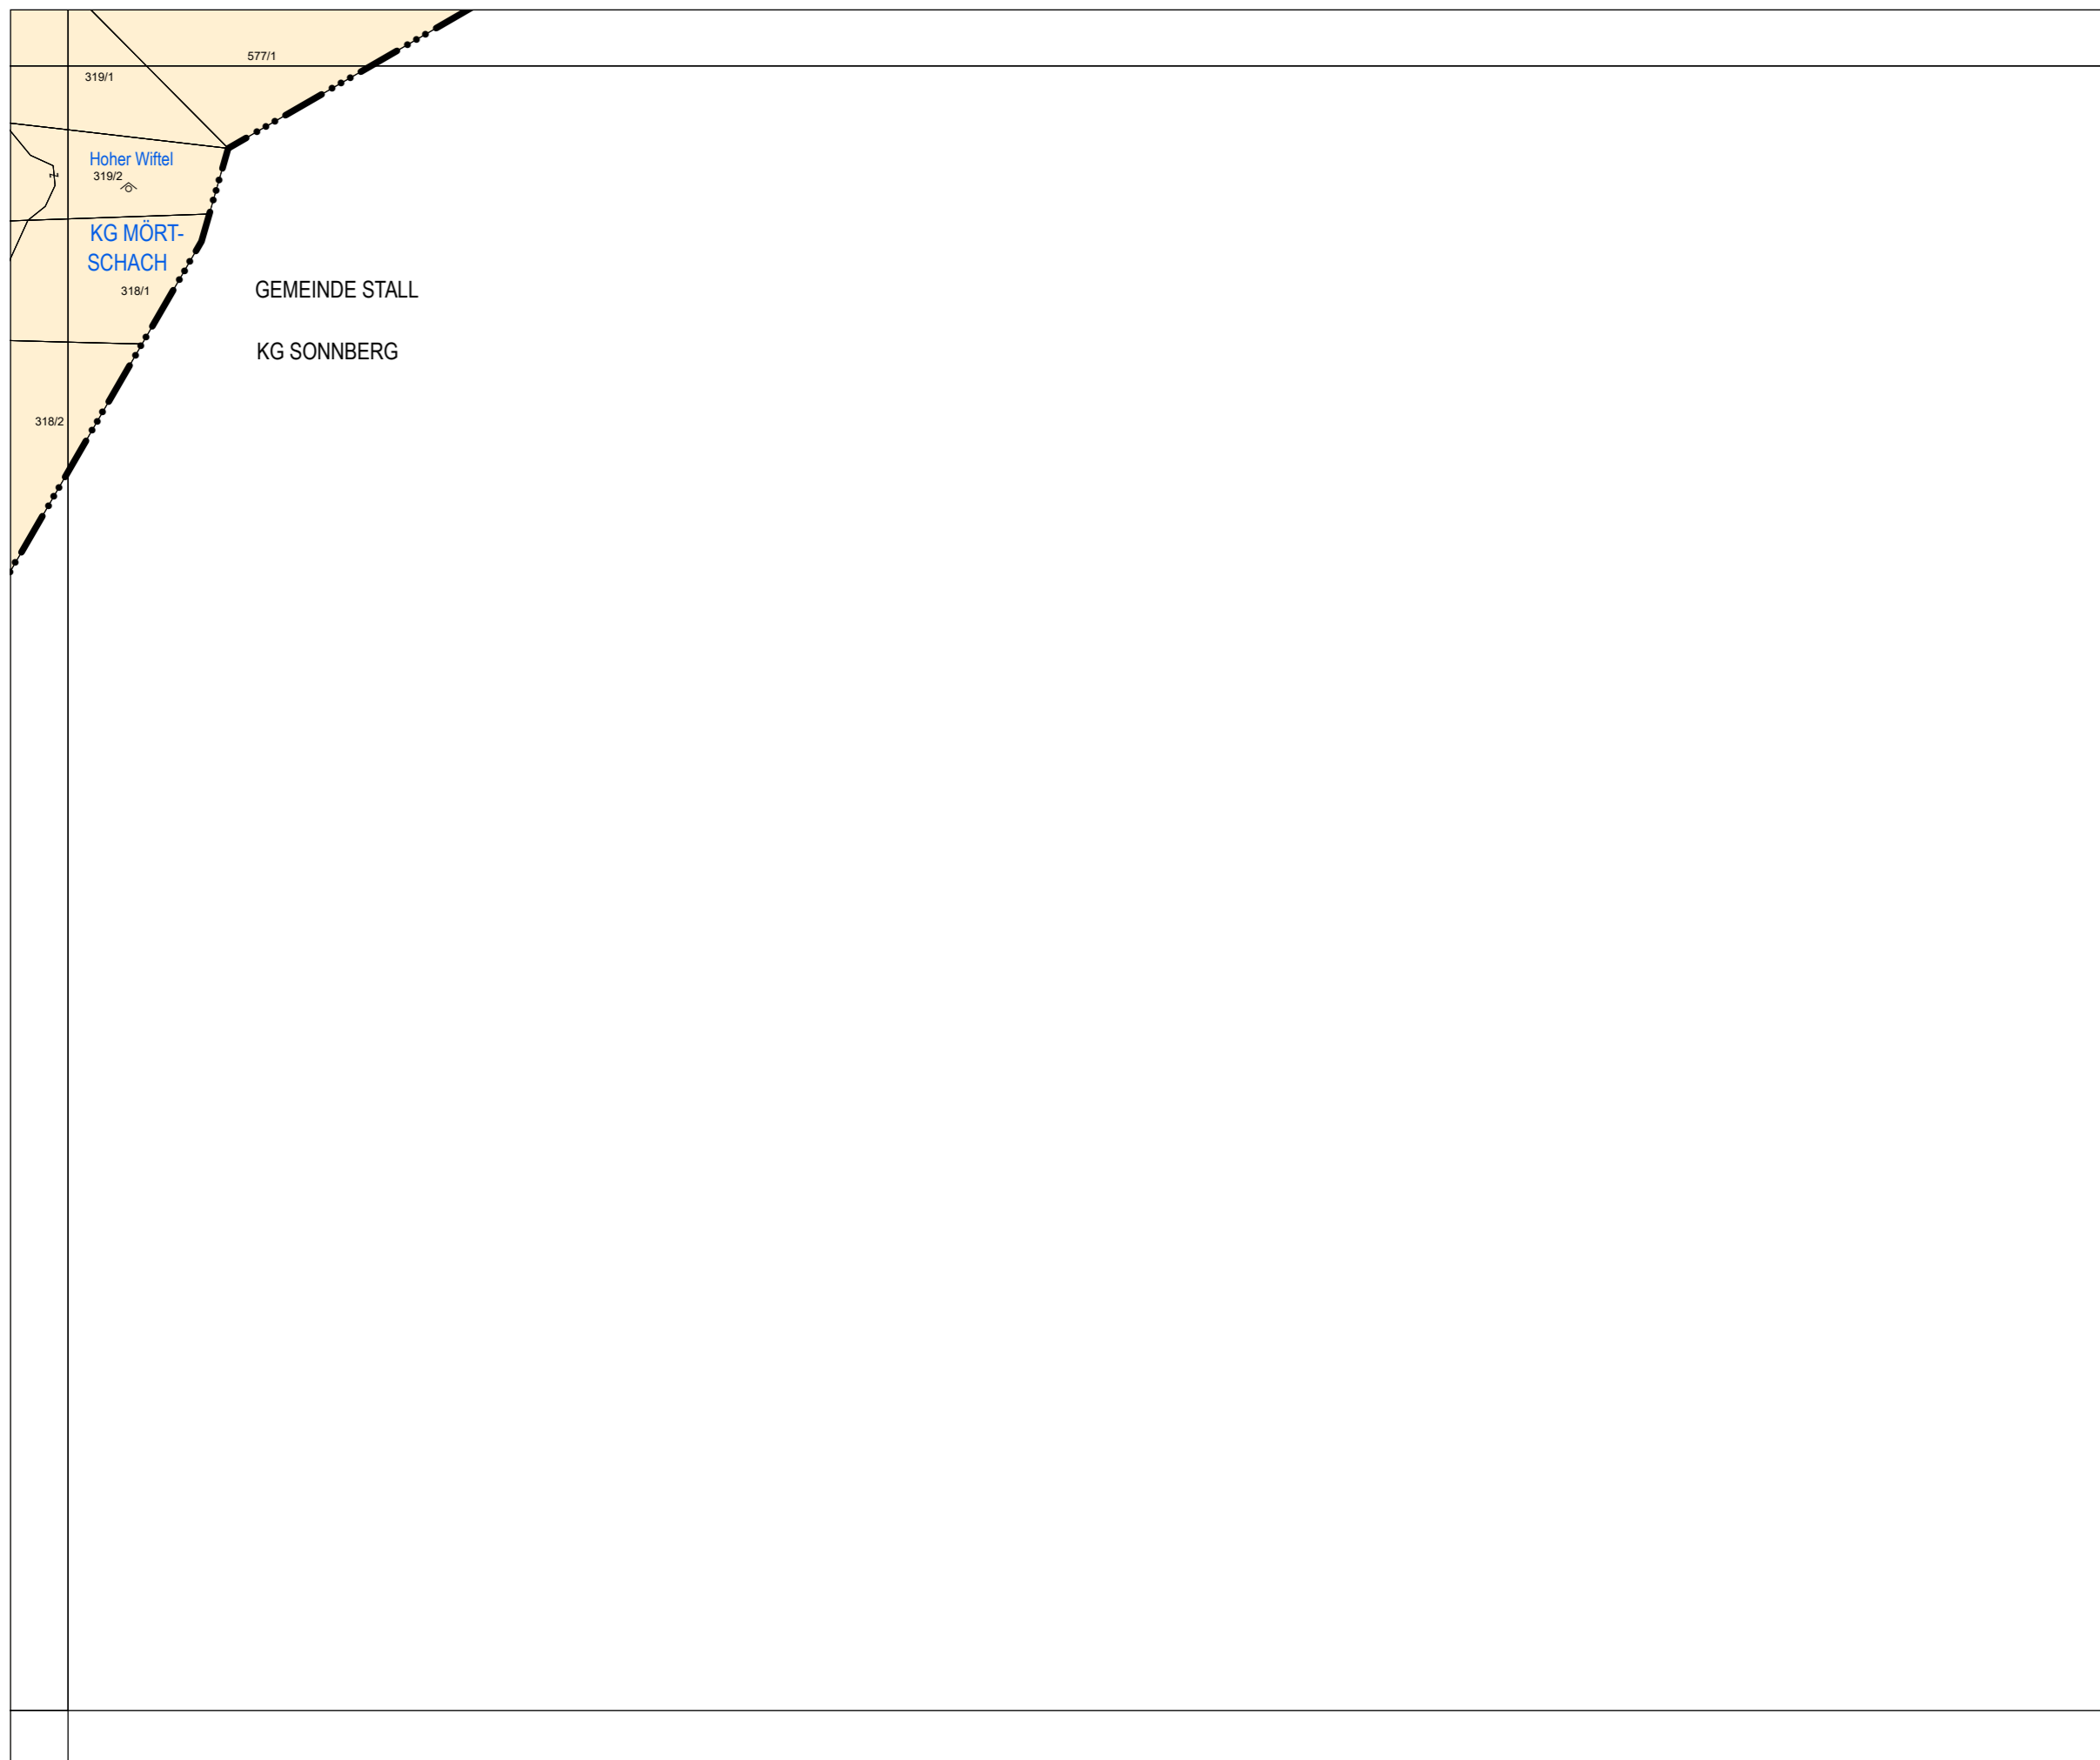 577/1
319/1
Hoher Wiftel
319/2
KG MÖRT-
SCHACH
318/1
GEMEINDE STALL
KG SONNBERG
318/2